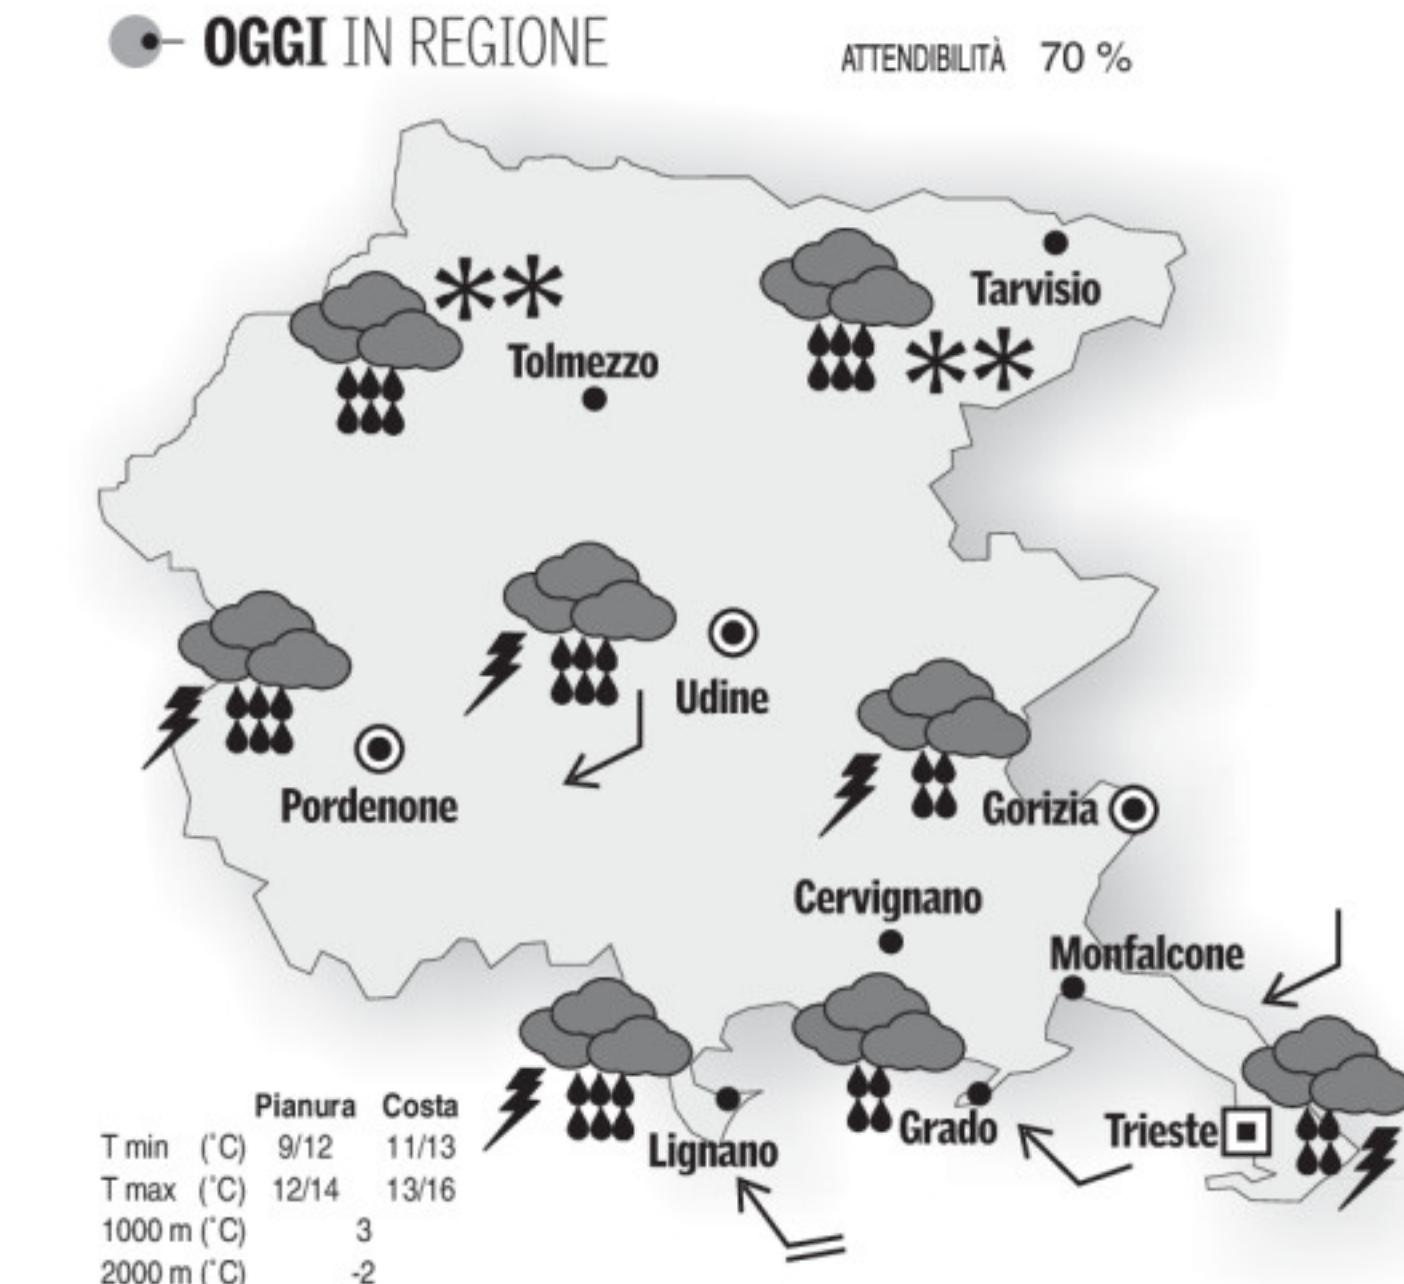 OGGI IN REGIONE
ATTENDIBILITÀ 70 %
Tarvisio
Tolmezzo
Udine
Pordenone
Gorizia
Cervignano
Monfalcone
Grado
Trieste
Lignano
Pianura Costa
T min (°C) 9/12 11/13
T max (°C) 12/14 13/16
1000 m (°C) 3
2000 m (°C) -2